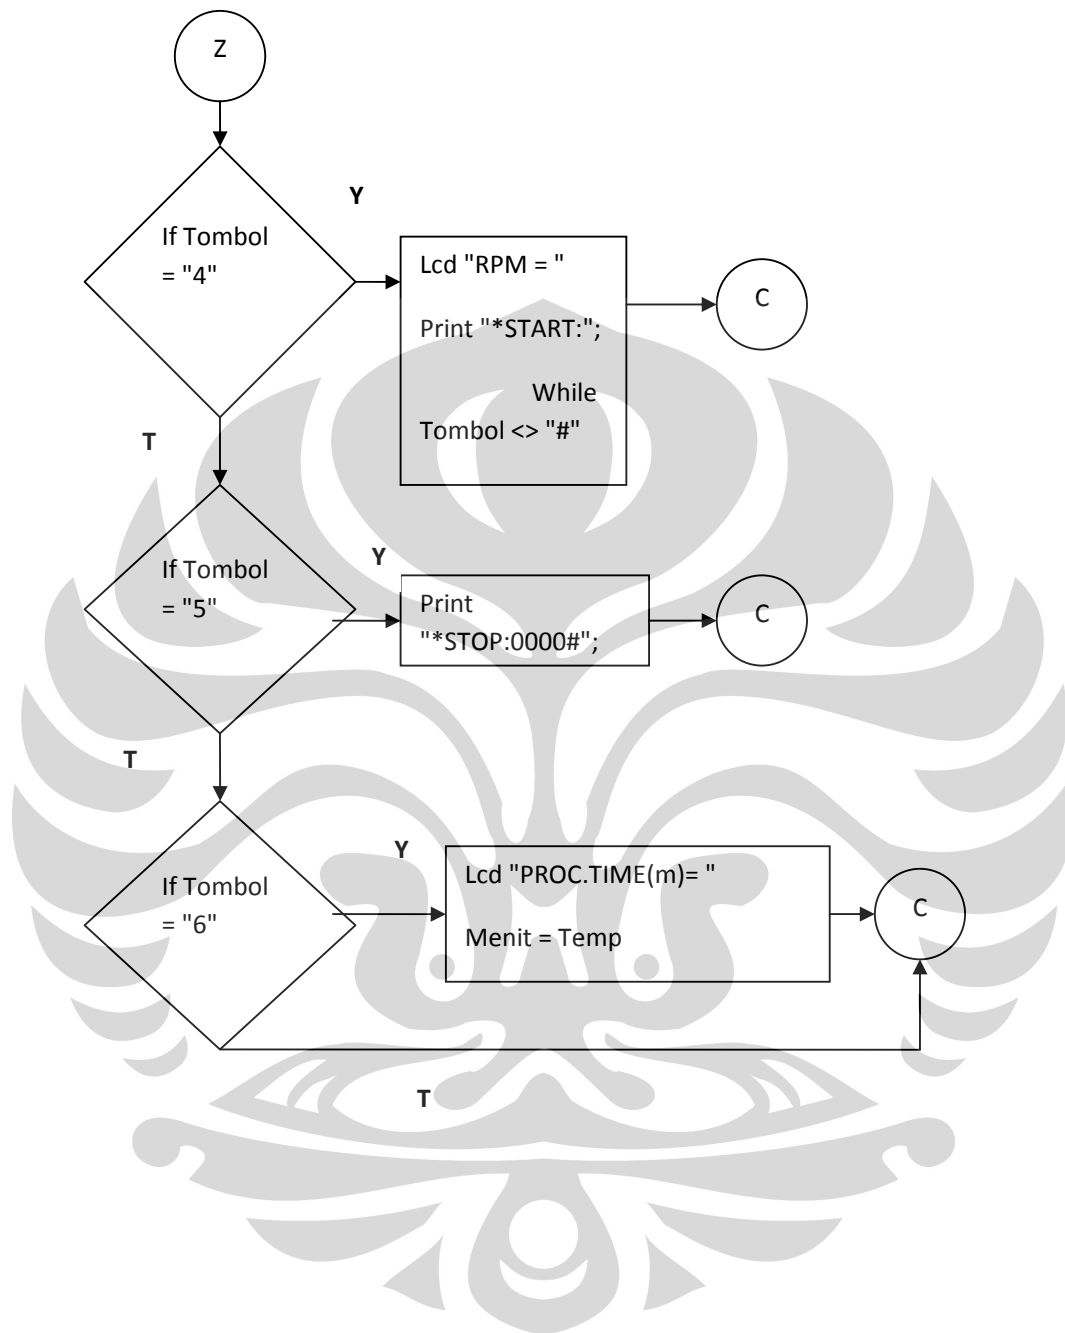 Z
Y
If Tombol
= "4"
Lcd "RPM = "
Print "*START:";
While
Tombol <> "#"
C
T
Y
If Tombol
= "5"
Print
"*STOP:0000#";
C
T
Y
If Tombol
= "6"
Lcd "PROC.TIME(m)= "
Menit = Temp
C
T